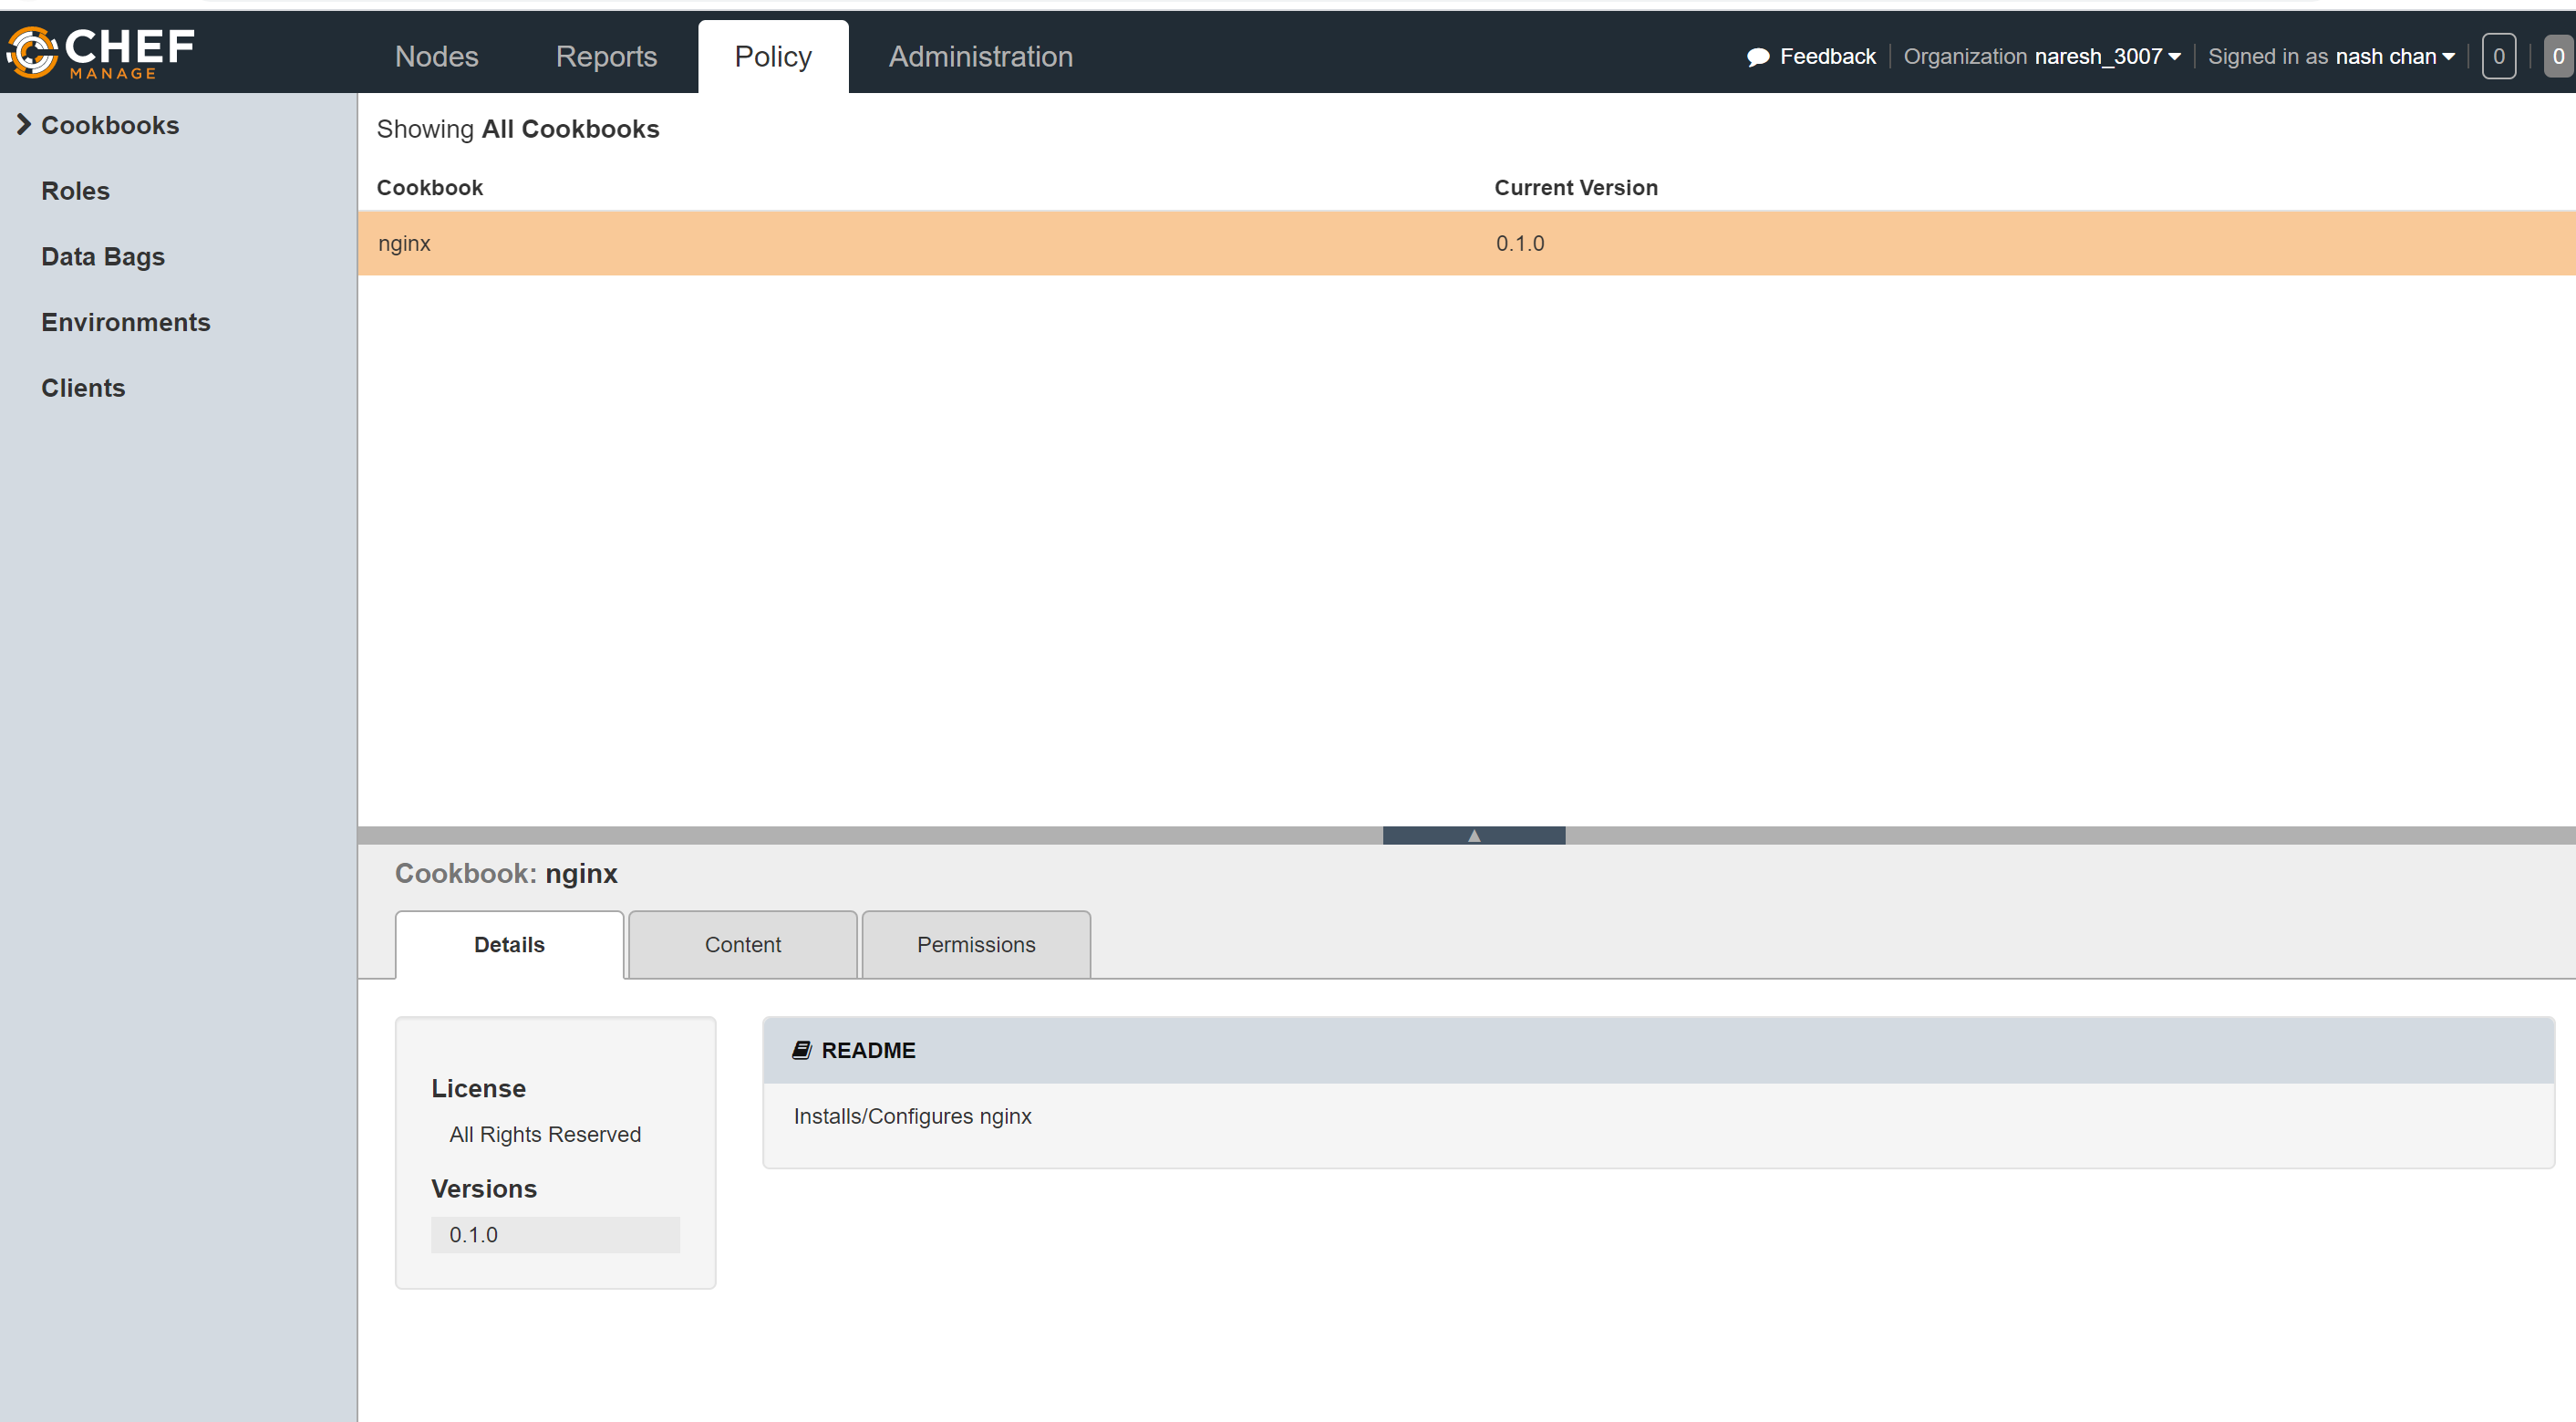 CHEF
MANAGE
Nodes Reports Policy Administration Feedback Organization naresh_3007 Signed in as nash chan 0 0
Cookbooks
Roles
Data Bags
Environments
Clients
Showing All Cookbooks
Cookbook Current Version
nginx 0.1.0
Cookbook: nginx
Details Content Permissions
License
All Rights Reserved
Versions
0.1.0
README
Installs/Configures nginx